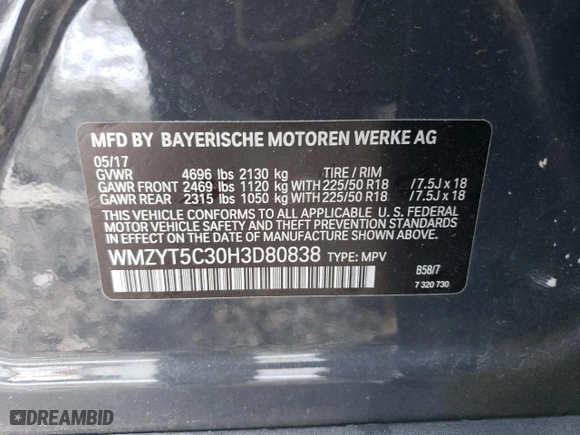 MFD BY BAYERISCHE MOTOREN WERKE AG
05/17
GVWR 4696 lbs 2130 kg TIRE / RIM
GAWR FRONT 2469 lbs 1120 kg WITH 225/50 R18 /7.5J x 18
GAWR REAR 2315 lbs 1050 kg WITH 225/50 R18 /7.5J x 18
THIS VEHICLE CONFORMS TO ALL APPLICABLE U. S. FEDERAL
MOTOR VEHICLE SAFETY AND THEFT PREVENTION STANDARDS
IN EFFECT ON THE DATE OF MANUFACTURE SHOWN ABOVE.
WMZYT5C30H3D80838 TYPE: MPV
B58/7
7 320 730
DREAMBID